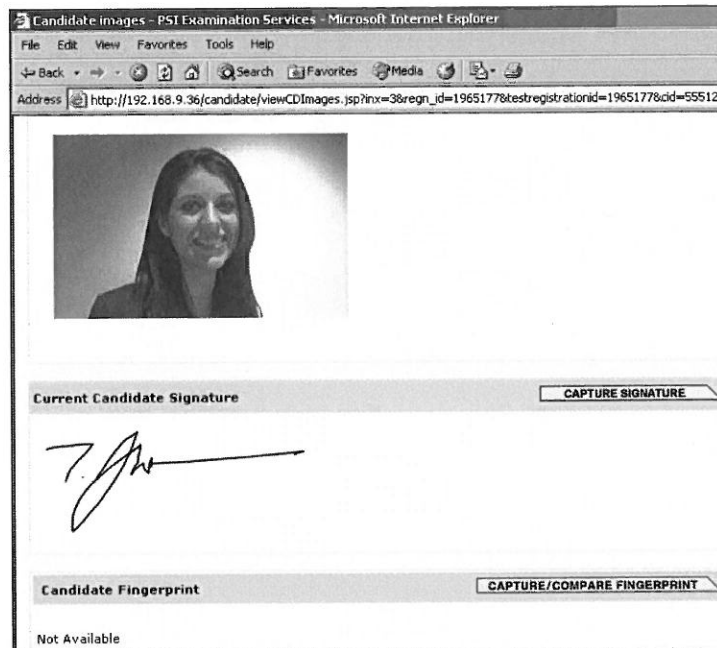 Candidate images - PSI Examination Services - Microsoft Internet Explorer
File Edit View Favorites Tools Help
Back Search Favorites Media
Address http://192.168.9.36/candidate/viewCDImages.jsp?inx=3&regn_id=1965177&testregistrationid=1965177&cid=55512
Current Candidate Signature CAPTURE SIGNATURE
Candidate Fingerprint CAPTURE/COMPARE FINGERPRINT
Not Available